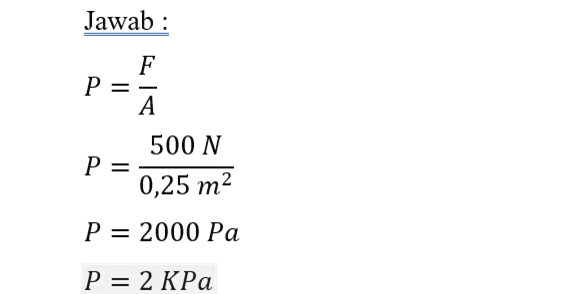 Jawab :
P = F/A
P = 500 N/0,25 m²
P = 2000 Pa
P = 2 KPa